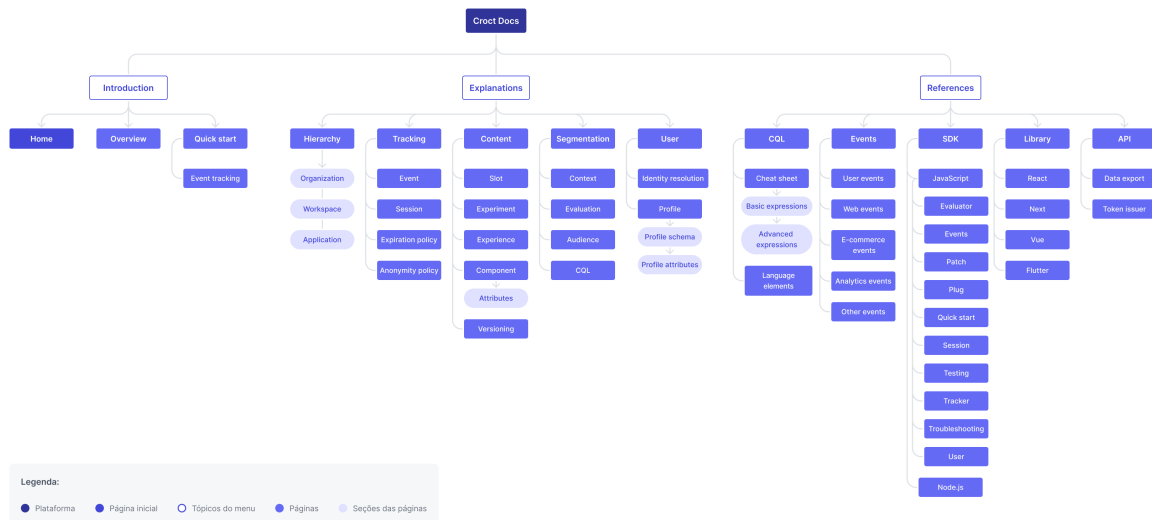 Croct Docs
Introduction
Explanations
References
Home
Overview
Quick start
Event tracking
Hierarchy
Organization
Workspace
Application
Tracking
Event
Session
Expiration policy
Anonymity policy
Content
Slot
Experiment
Experience
Component
Attributes
Versioning
Segmentation
Context
Evaluation
Audience
CQL
User
Identity resolution
Profile
Profile schema
Profile attributes
CQL
Cheat sheet
Basic expressions
Advanced
expressions
Language
elements
Events
User events
Web events
E-commerce
events
Analytics events
Other events
SDK
JavaScript
Evaluator
Events
Patch
Plug
Quick start
Session
Testing
Tracker
Troubleshooting
User
Node.js
Library
React
Next
Vue
Flutter
API
Data export
Token issuer
Legenda:
Plataforma
Página inicial
Tópicos do menu
Páginas
Seções das páginas